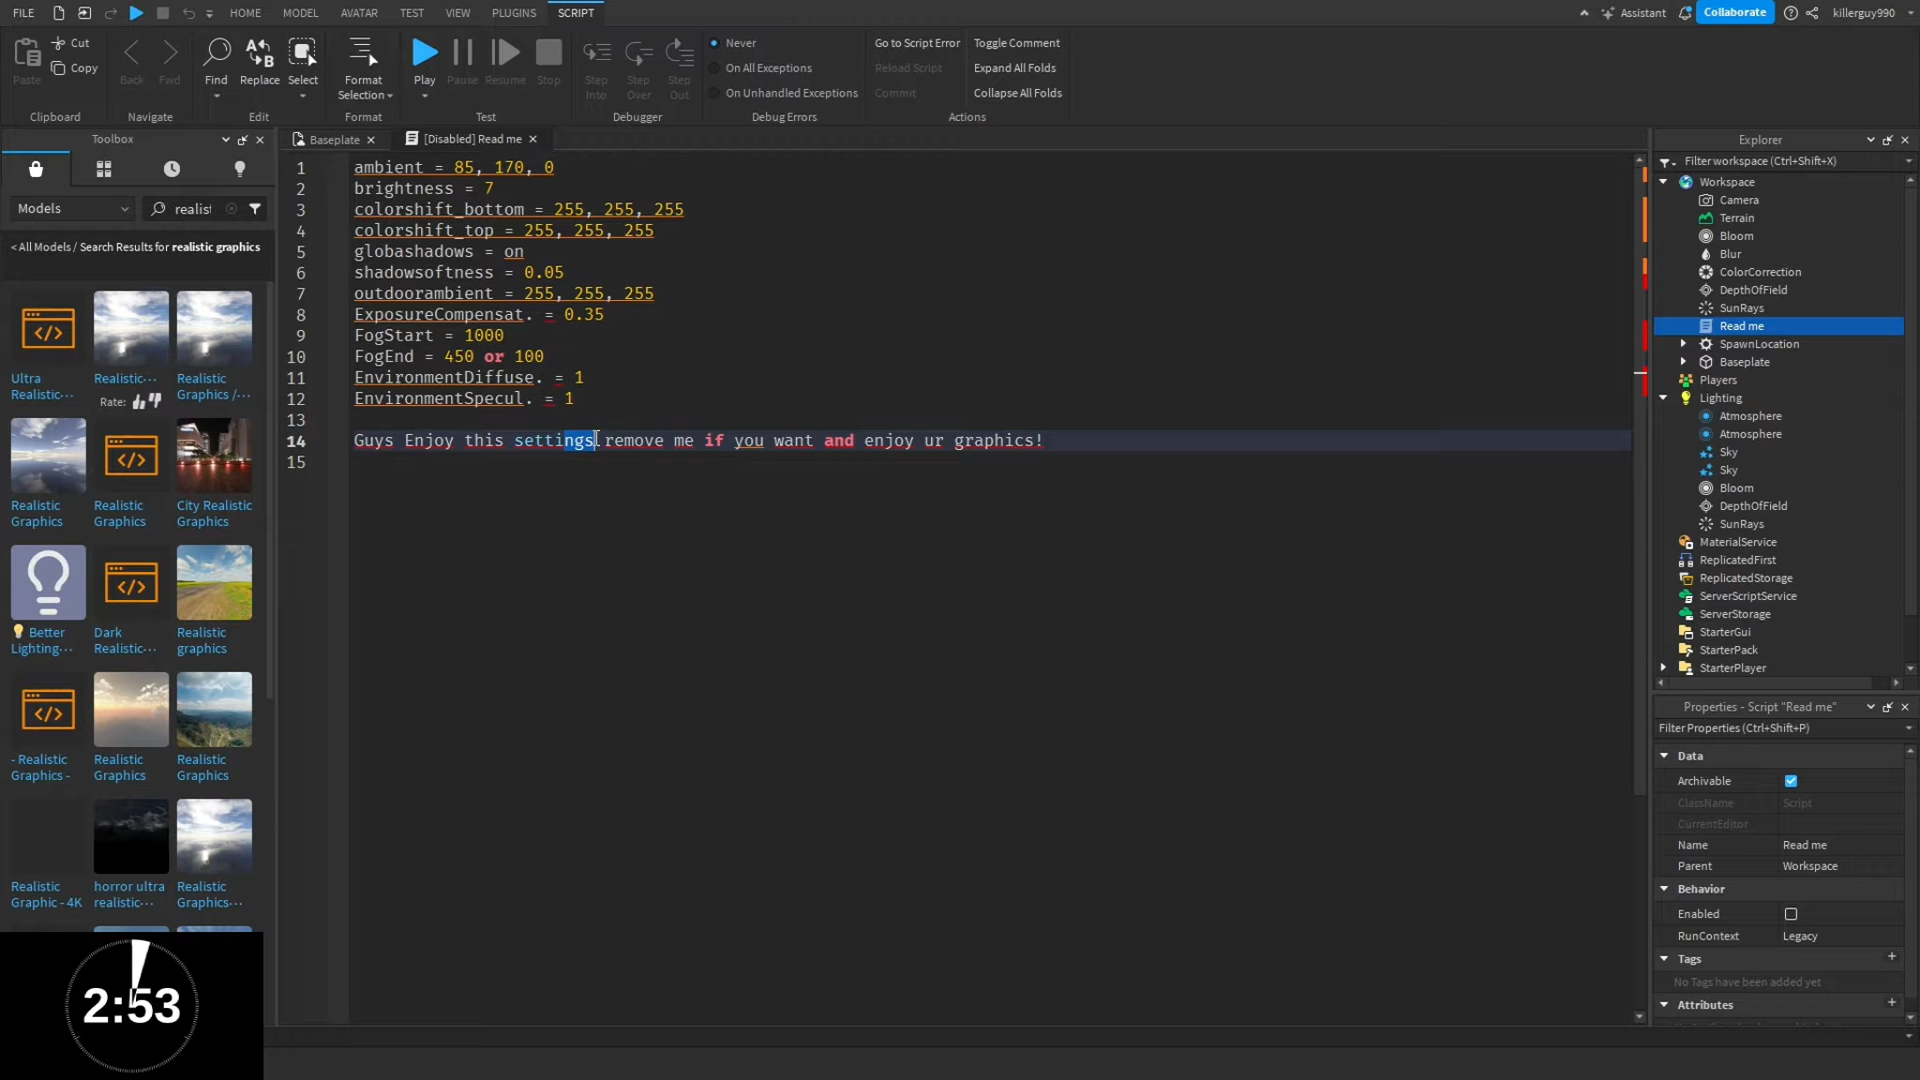 FILE HOME MODEL AVATAR TEST VIEW PLUGINS SCRIPT Assistant Collaborate killerguy990
Paste Cut Copy Back Fwd Find Replace Select Format Selection Play Pause Resume Stop Step Into Step Over Step Out
Never
On All Exceptions
On Unhandled Exceptions
Go to Script Error
Reload Script
Commit
Toggle Comment
Expand All Folds
Collapse All Folds
Clipboard Navigate Edit Format Test Debugger Debug Errors Actions
Toolbox
Models realist
< All Models / Search Results for realistic graphics
Ultra Realistic...
Realistic...
Realistic Graphics /...
Rate:
Realistic Graphics
Realistic Graphics
City Realistic Graphics
Better Lighting...
Dark Realistic...
Realistic graphics
- Realistic Graphics -
Realistic Graphics
Realistic Graphics
Realistic Graphic - 4K
horror ultra realistic...
Realistic Graphics...
2:53
Baseplate [Disabled] Read me
1 ambient = 85, 170, 0
2 brightness = 7
3 colorshift_bottom = 255, 255, 255
4 colorshift_top = 255, 255, 255
5 globashadows = on
6 shadowsoftness = 0.05
7 outdoorambient = 255, 255, 255
8 ExposureCompensat. = 0.35
9 FogStart = 1000
10 FogEnd = 450 or 100
11 EnvironmentDiffuse. = 1
12 EnvironmentSpecul. = 1
13
14 Guys Enjoy this settings remove me if you want and enjoy ur graphics!
15
Explorer
Filter workspace (Ctrl+Shift+X)
Workspace
Camera
Terrain
Bloom
Blur
ColorCorrection
DepthOfField
SunRays
Read me
SpawnLocation
Baseplate
Players
Lighting
Atmosphere
Atmosphere
Sky
Sky
Bloom
DepthOfField
SunRays
MaterialService
ReplicatedFirst
ReplicatedStorage
ServerScriptService
ServerStorage
StarterGui
StarterPack
StarterPlayer
Properties - Script "Read me"
Filter Properties (Ctrl+Shift+P)
Data
Archivable
ClassName Script
CurrentEditor
Name Read me
Parent Workspace
Behavior
Enabled
RunContext Legacy
Tags
No Tags have been added yet
Attributes